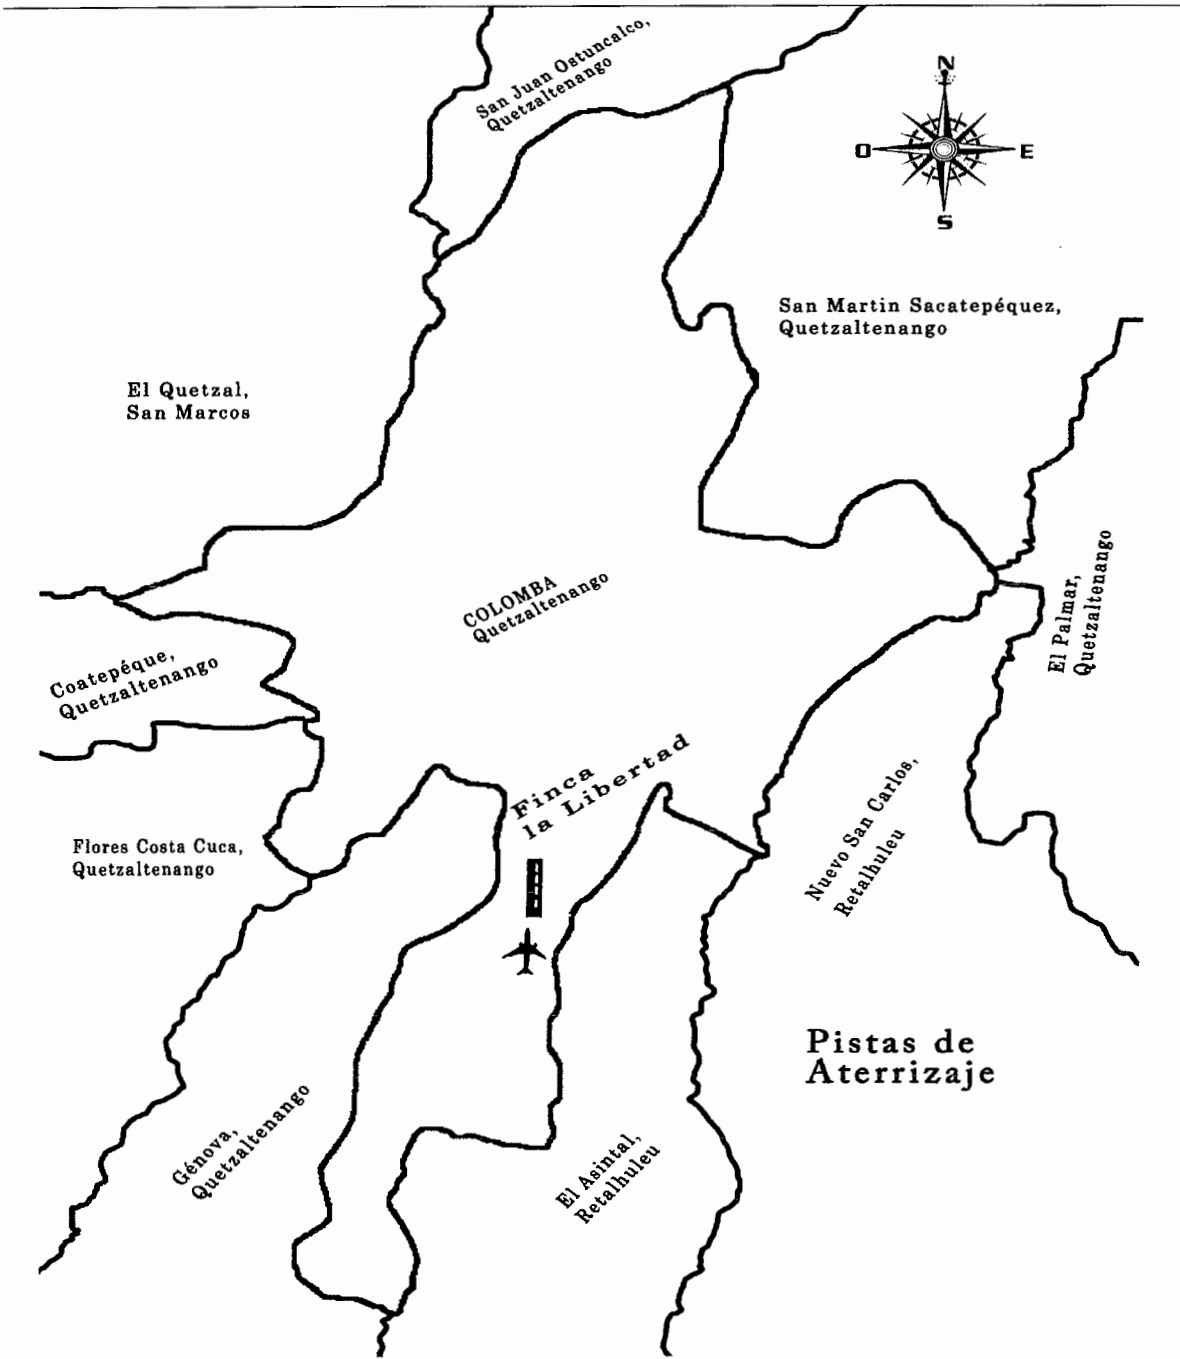 San Juan Ostuncalco,
Quetzaltenango
N
O
E
S
San Martin Sacatepéquez,
Quetzaltenango
El Quetzal,
San Marcos
El Palmar,
Quetzaltenango
COLOMBA
Quetzaltenango
Coatepéque,
Quetzaltenango
Finca
la Libertad
Nuevo San Carlos,
Retalhuleu
Flores Costa Cuca,
Quetzaltenango
Pistas de
Aterrizaje
Génova,
Quetzaltenango
El Asintal,
Retalhuleu